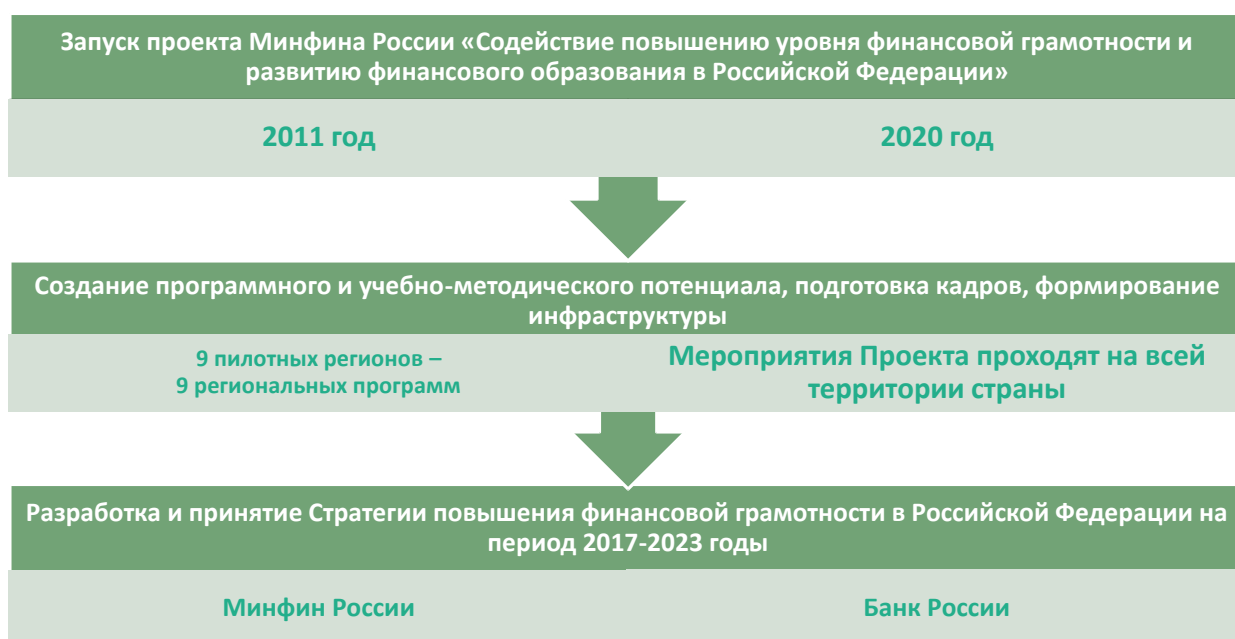 Запуск проекта Минфина России «Содействие повышению уровня финансовой грамотности и
развитию финансового образования в Российской Федерации»
2011 год
2020 год
Создание программного и учебно-методического потенциала, подготовка кадров, формирование
инфраструктуры
9 пилотных регионов –
9 региональных программ
Мероприятия Проекта проходят на всей
территории страны
Разработка и принятие Стратегии повышения финансовой грамотности в Российской Федерации на
период 2017-2023 годы
Минфин России
Банк России